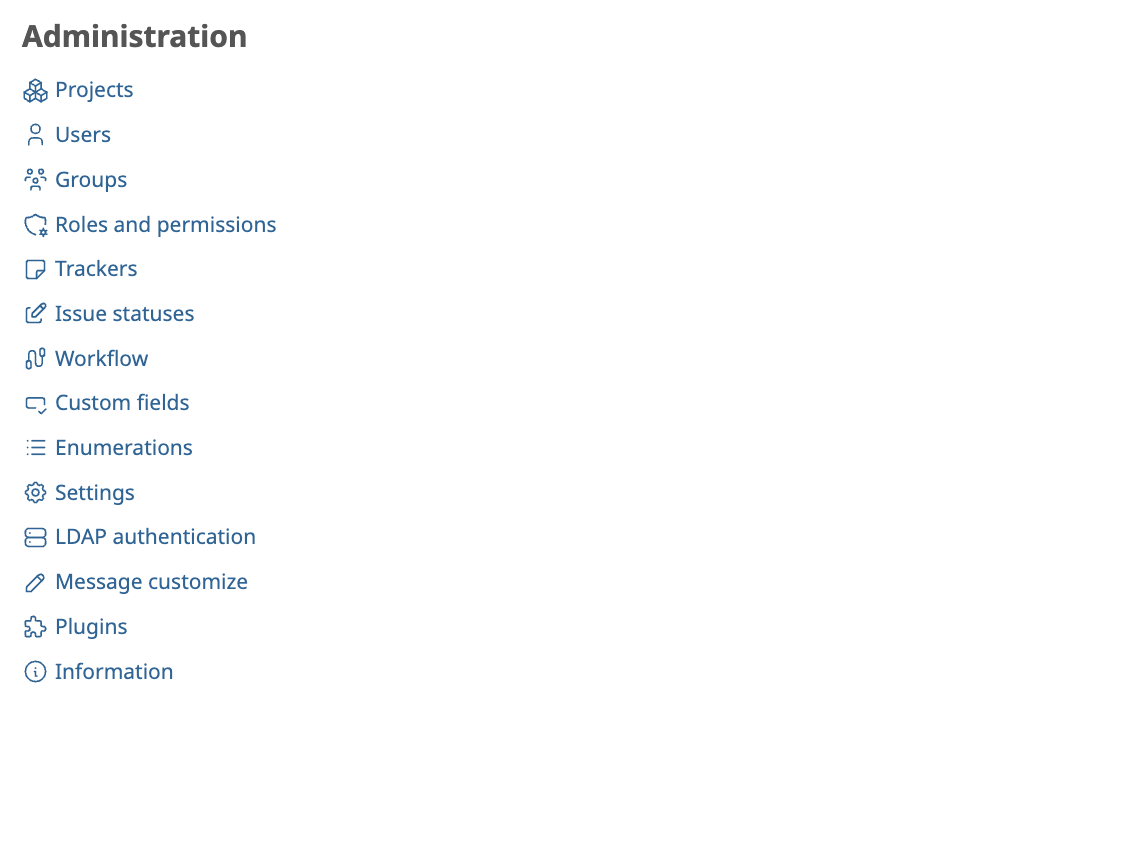 Administration
Projects
Users
Groups
Roles and permissions
Trackers
Issue statuses
Workflow
Custom fields
Enumerations
Settings
LDAP authentication
Message customize
Plugins
Information